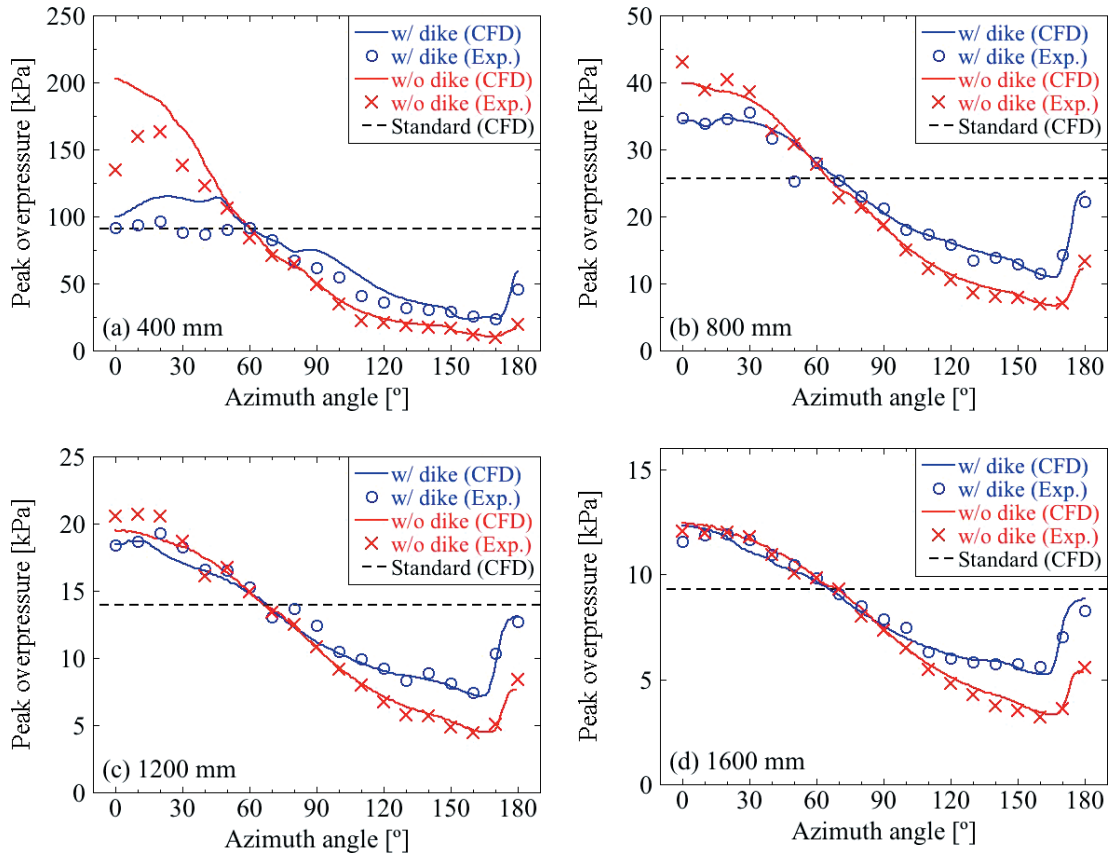 250
200
150
100
50
0
Peak overpressure [kPa]
w/ dike (CFD)
w/ dike (Exp.)
w/o dike (CFD)
w/o dike (Exp.)
Standard (CFD)
(a) 400 mm
0 30 60 90 120 150 180
Azimuth angle [º]
50
40
30
20
10
0
Peak overpressure [kPa]
w/ dike (CFD)
w/ dike (Exp.)
w/o dike (CFD)
w/o dike (Exp.)
Standard (CFD)
(b) 800 mm
0 30 60 90 120 150 180
Azimuth angle [º]
25
20
15
10
5
0
Peak overpressure [kPa]
w/ dike (CFD)
w/ dike (Exp.)
w/o dike (CFD)
w/o dike (Exp.)
Standard (CFD)
(c) 1200 mm
0 30 60 90 120 150 180
Azimuth angle [º]
15
10
5
0
Peak overpressure [kPa]
w/ dike (CFD)
w/ dike (Exp.)
w/o dike (CFD)
w/o dike (Exp.)
Standard (CFD)
(d) 1600 mm
0 30 60 90 120 150 180
Azimuth angle [º]